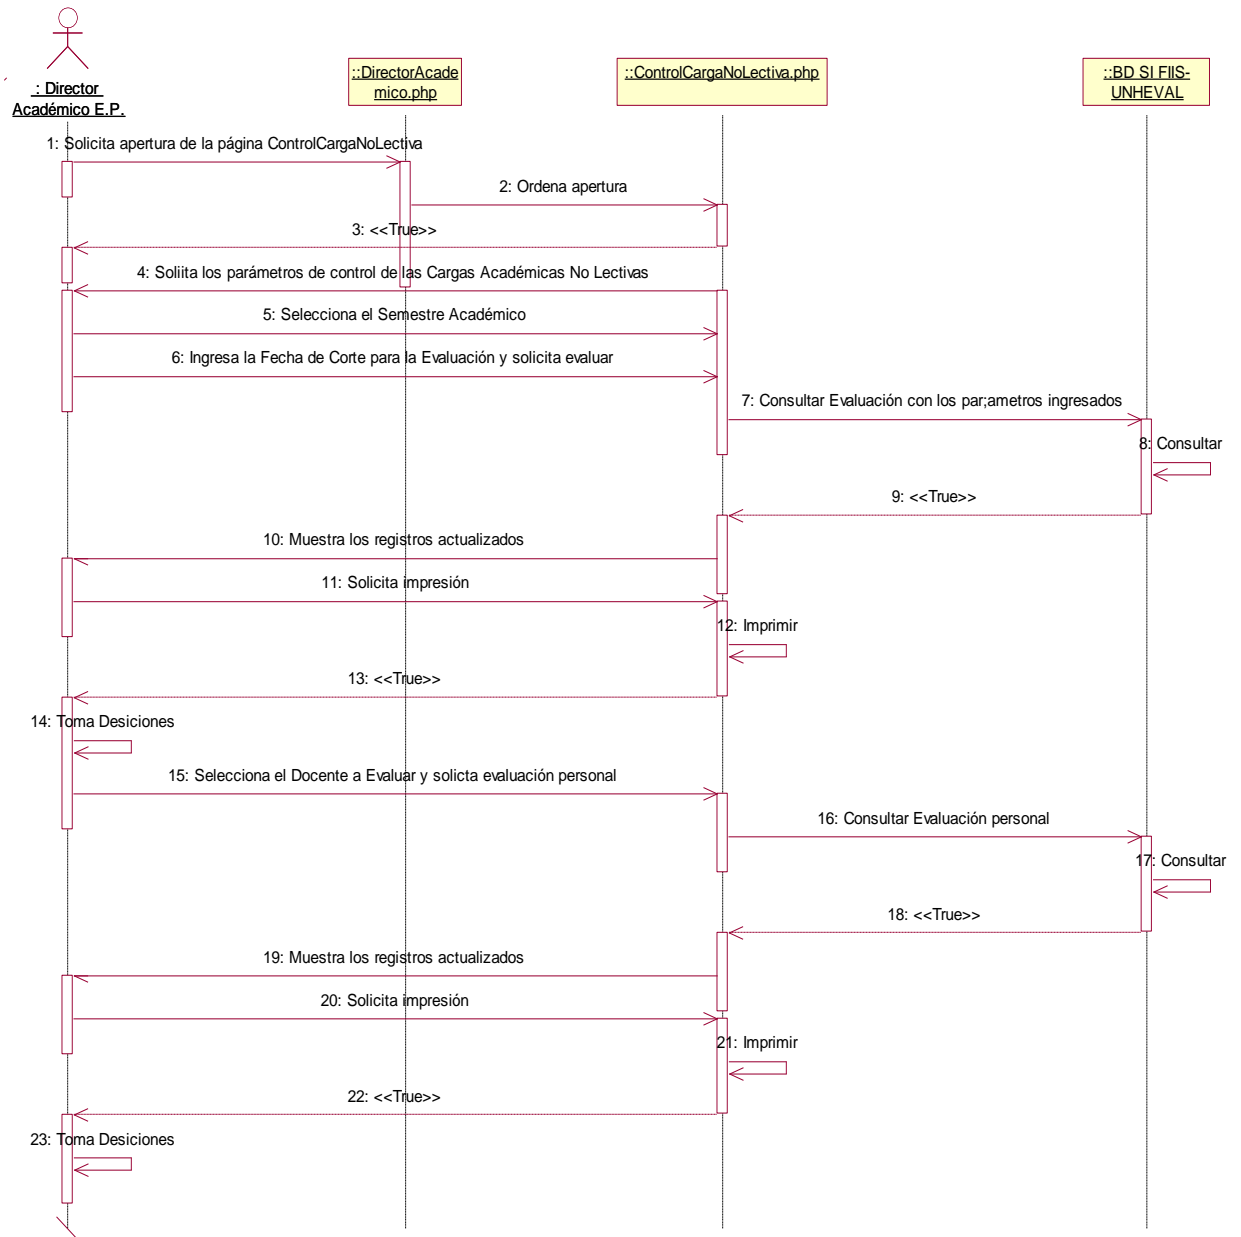 : Director
Académico E.P.
::DirectorAcade
mico.php
::ControlCargaNoLectiva.php
::BD SI FIIS-
UNHEVAL
1: Solicita apertura de la página ControlCargaNoLectiva
2: Ordena apertura
3: <<True>>
4: Soliita los parámetros de control de las Cargas Académicas No Lectivas
5: Selecciona el Semestre Académico
6: Ingresa la Fecha de Corte para la Evaluación y solicita evaluar
7: Consultar Evaluación con los par;ametros ingresados
8: Consultar
9: <<True>>
10: Muestra los registros actualizados
11: Solicita impresión
12: Imprimir
13: <<True>>
14: Toma Desiciones
15: Selecciona el Docente a Evaluar y solicta evaluación personal
16: Consultar Evaluación personal
17: Consultar
18: <<True>>
19: Muestra los registros actualizados
20: Solicita impresión
21: Imprimir
22: <<True>>
23: Toma Desiciones